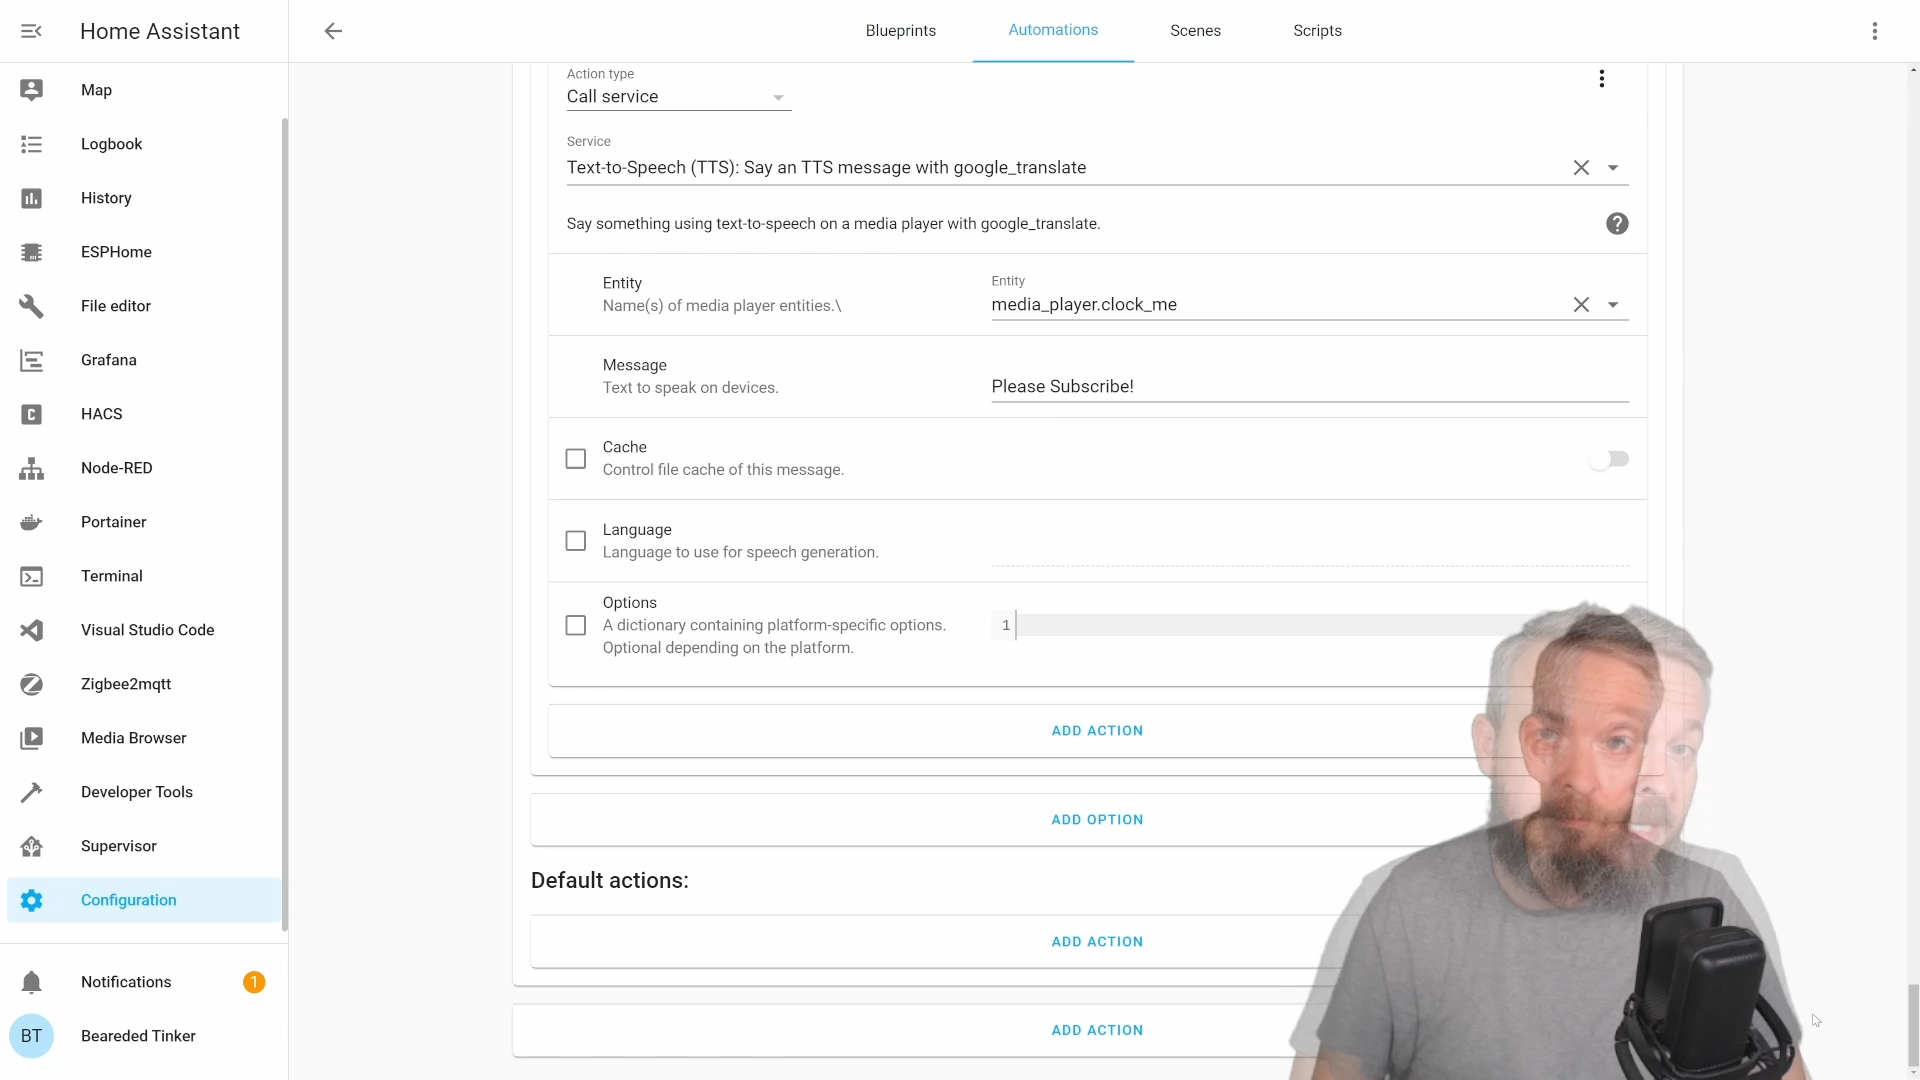 Home Assistant
Map
Logbook
History
ESPHome
File editor
Grafana
HACS
Node-RED
Portainer
Terminal
Visual Studio Code
Zigbee2mqtt
Media Browser
Developer Tools
Supervisor
Configuration
Notifications
1
BT
Bearded Tinker
Blueprints
Automations
Scenes
Scripts
Action type
Call service
Service
Text-to-Speech (TTS): Say an TTS message with google_translate
Say something using text-to-speech on a media player with google_translate.
Entity
Name(s) of media player entities.\
Entity
media_player.clock_me
Message
Text to speak on devices.
Please Subscribe!
Cache
Control file cache of this message.
Language
Language to use for speech generation.
Options
A dictionary containing platform-specific options.
Optional depending on the platform.
1
ADD ACTION
ADD OPTION
Default actions:
ADD ACTION
ADD ACTION